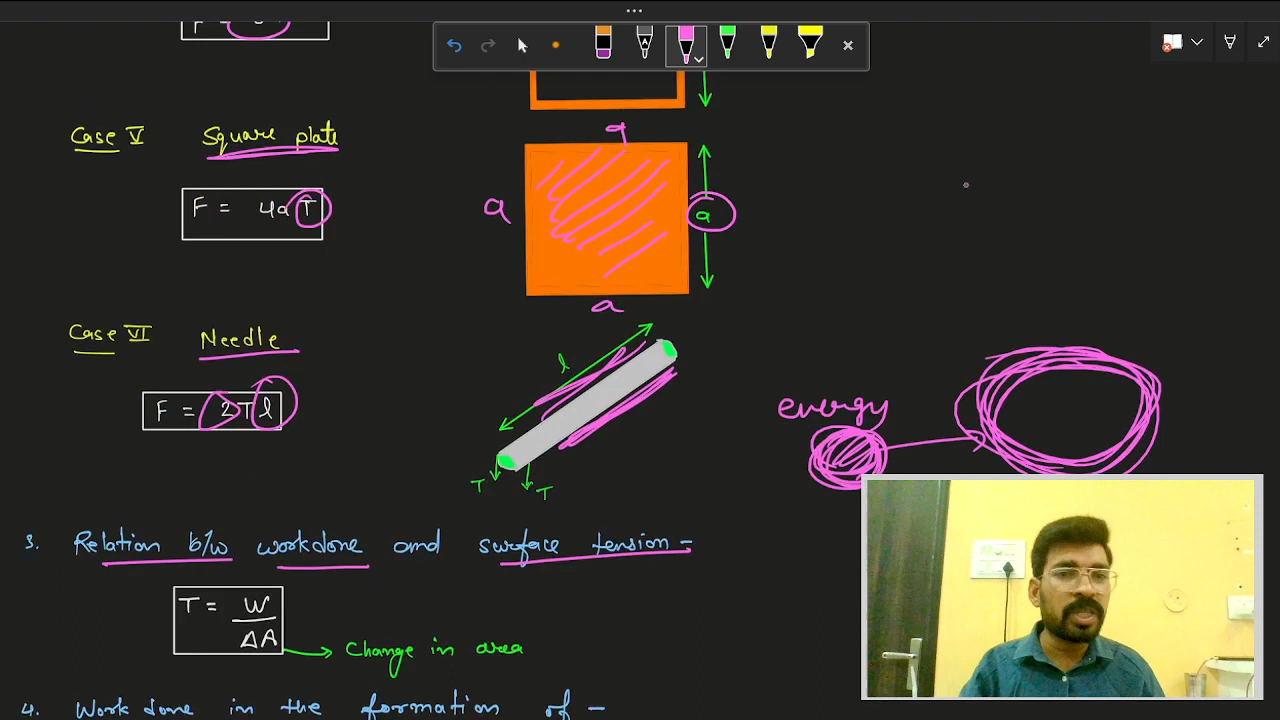 F =
Case V Square plate
a
F = 4aT
a
a
a
Case VI Needle
l
F = 2Tl
energy
T
T
3. Relation b/w workdone and surface tension -
T = W
ΔA
Change in area
4. Work done in the formation of -